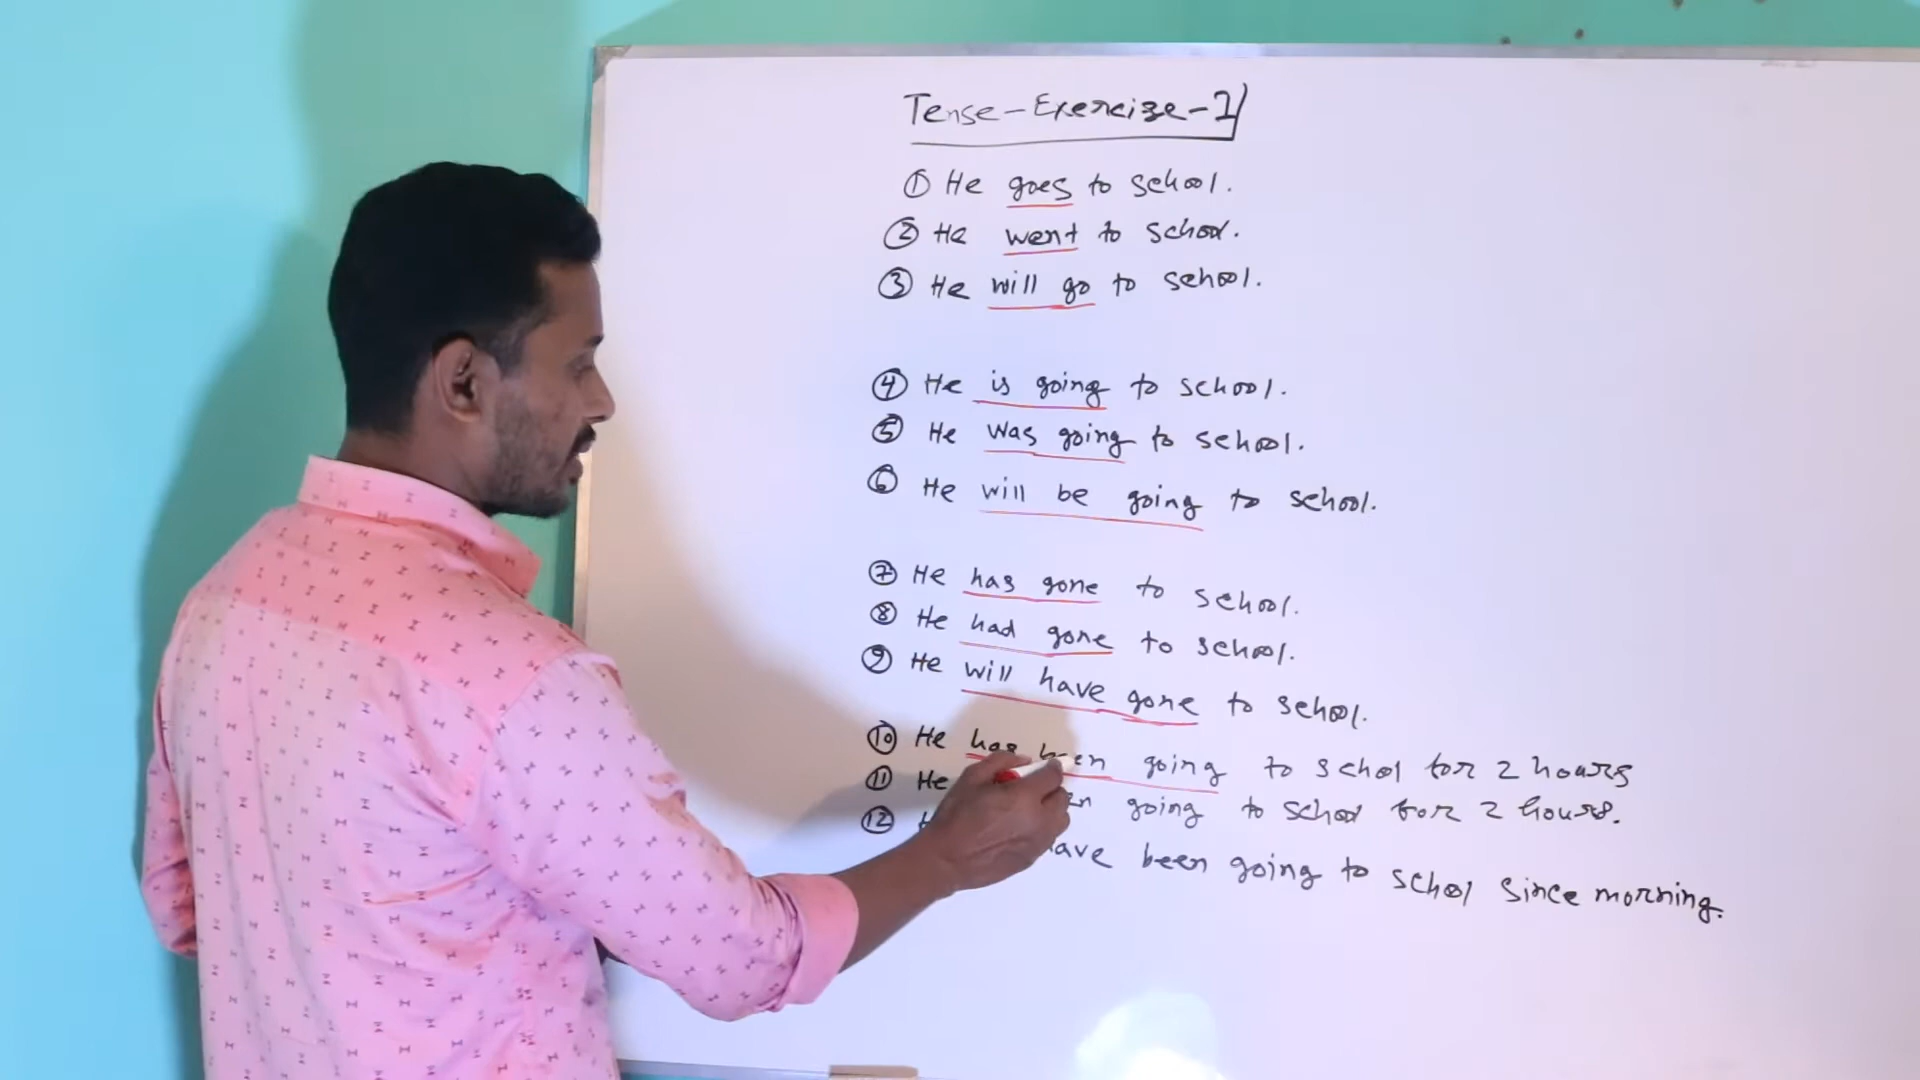 Tense-Exercize-1
① He goes to school.
② He went to school.
③ He will go to school.
④ He is going to school.
⑤ He was going to school.
⑥ He will be going to school.
⑦ He has gone to school.
⑧ He had gone to school.
⑨ He will have gone to school.
⑩ He has been going to school for 2 hours
⑪ He going to school for 2 hours.
⑫ have been going to school since morning.